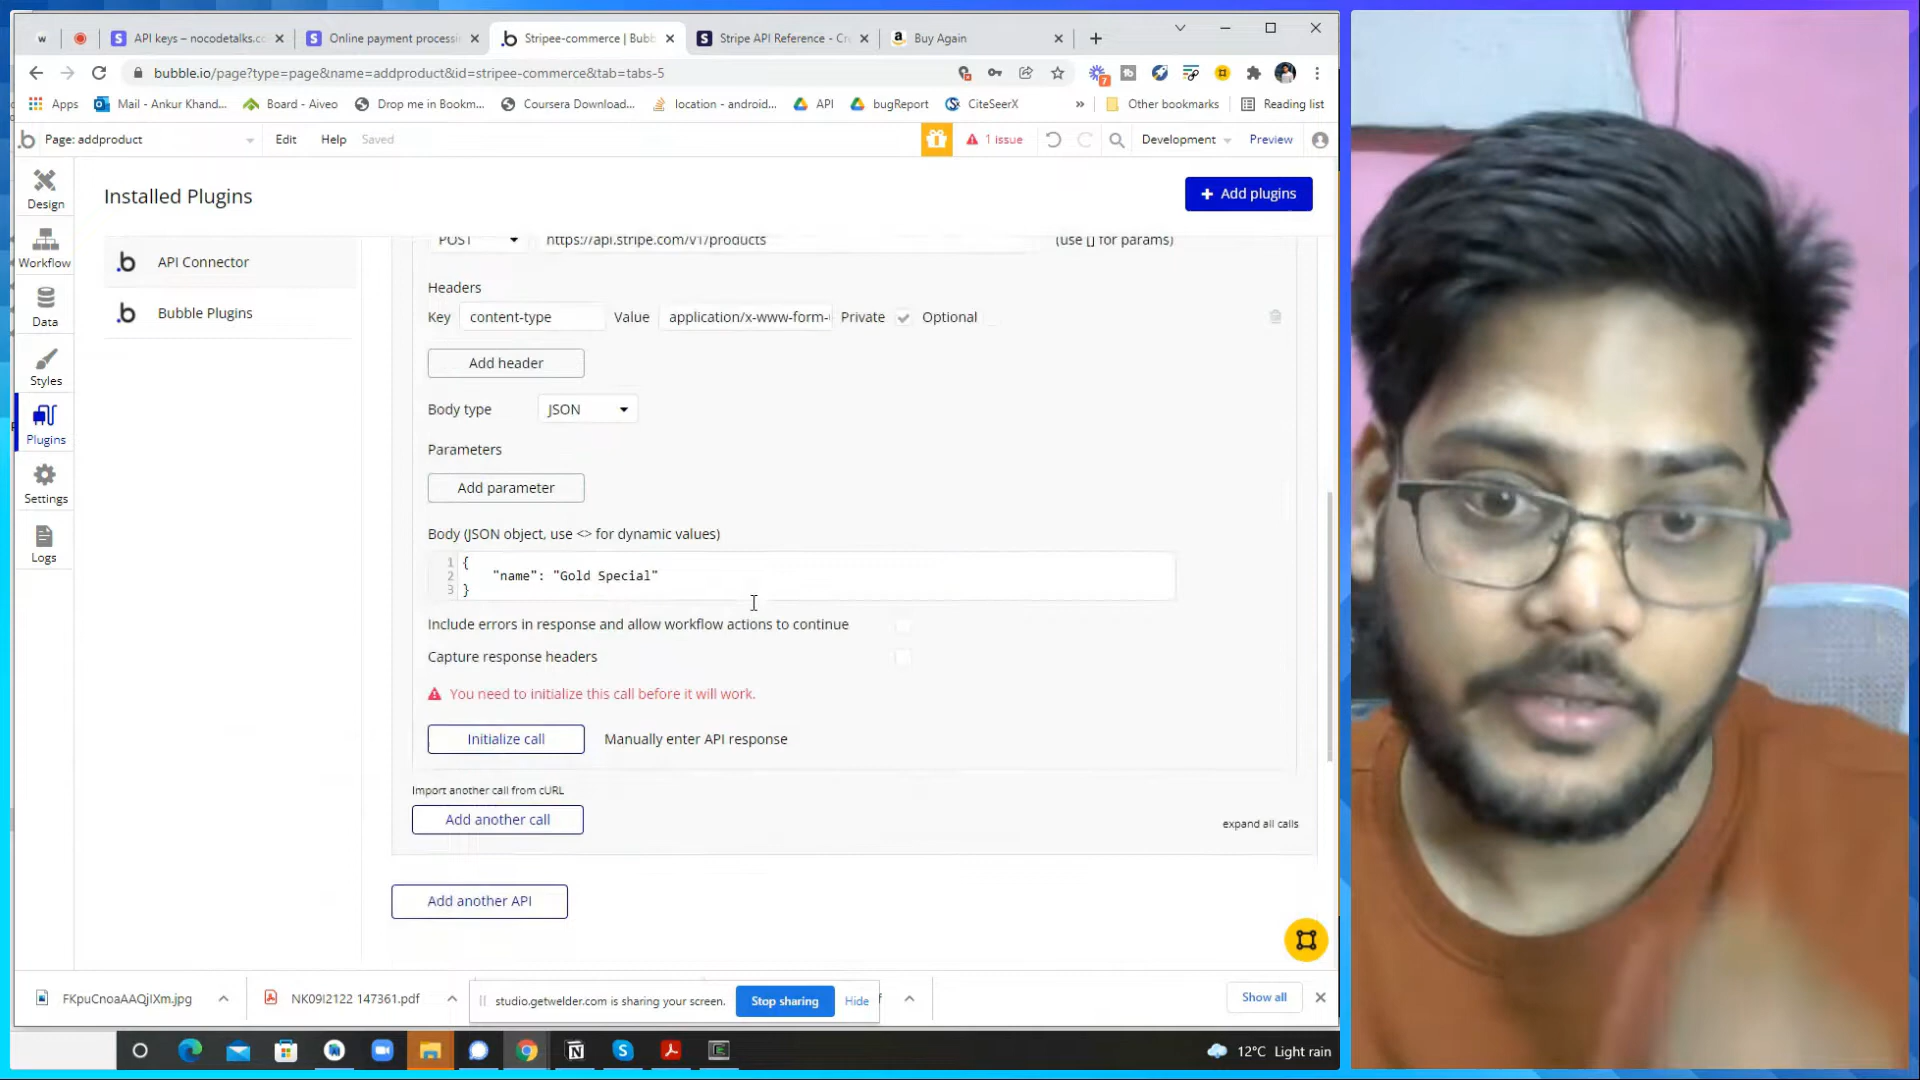 w
API keys – nocodetalks.co
Online payment processi
Stripee-commerce | Bubb
Stripe API Reference - Cr
Buy Again
bubble.io/page?type=page&name=addproduct&id=stripee-commerce&tab=tabs-5
7
Apps
Mail - Ankur Khand...
Board - Aiveo
Drop me in Bookm...
Coursera Download...
location - android...
API
bugReport
CiteSeerX
»
Other bookmarks
Reading list
Page: addproduct
Edit
Help
Saved
1 issue
Development
Preview
Design
Workflow
Data
Styles
Plugins
Settings
Logs
Installed Plugins
+ Add plugins
API Connector
Bubble Plugins
POST
https://api.stripe.com/v1/products
(use [] for params)
Headers
Key content-type Value application/x-www-form- Private Optional
Add header
Body type JSON
Parameters
Add parameter
Body (JSON object, use <> for dynamic values)
1 {
2 "name": "Gold Special"
3 }
Include errors in response and allow workflow actions to continue
Capture response headers
You need to initialize this call before it will work.
Initialize call
Manually enter API response
Import another call from cURL
Add another call
expand all calls
Add another API
FKpuCnoaAAQjIXm.jpg
NK09I2122 147361.pdf
studio.getwelder.com is sharing your screen.
Stop sharing
Hide
Show all
12°C Light rain